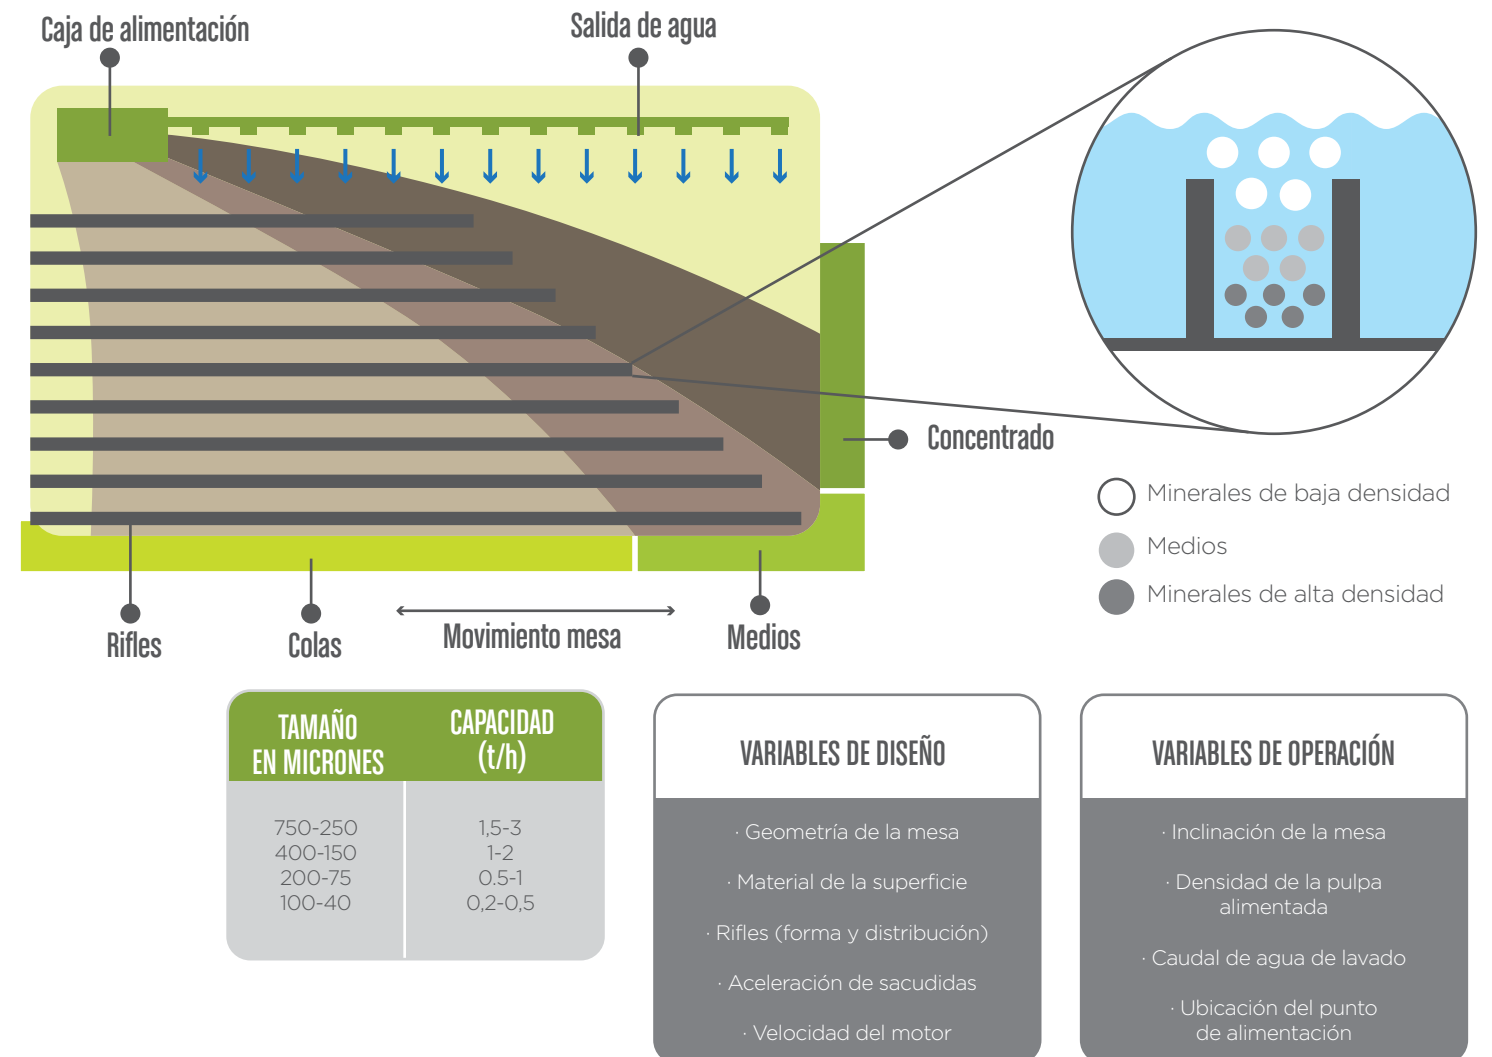 Caja de alimentación
Salida de agua
Concentrado
Minerales de baja densidad
Medios
Minerales de alta densidad
Rifles
Colas
Movimiento mesa
Medios
TAMAÑO
EN MICRONES
CAPACIDAD
(t/h)
750-250
1,5-3
400-150
1-2
200-75
0.5-1
100-40
0,2-0,5
VARIABLES DE DISEÑO
· Geometría de la mesa
· Material de la superficie
· Rifles (forma y distribución)
· Aceleración de sacudidas
· Velocidad del motor
VARIABLES DE OPERACIÓN
· Inclinación de la mesa
· Densidad de la pulpa
alimentada
· Caudal de agua de lavado
· Ubicación del punto
de alimentación